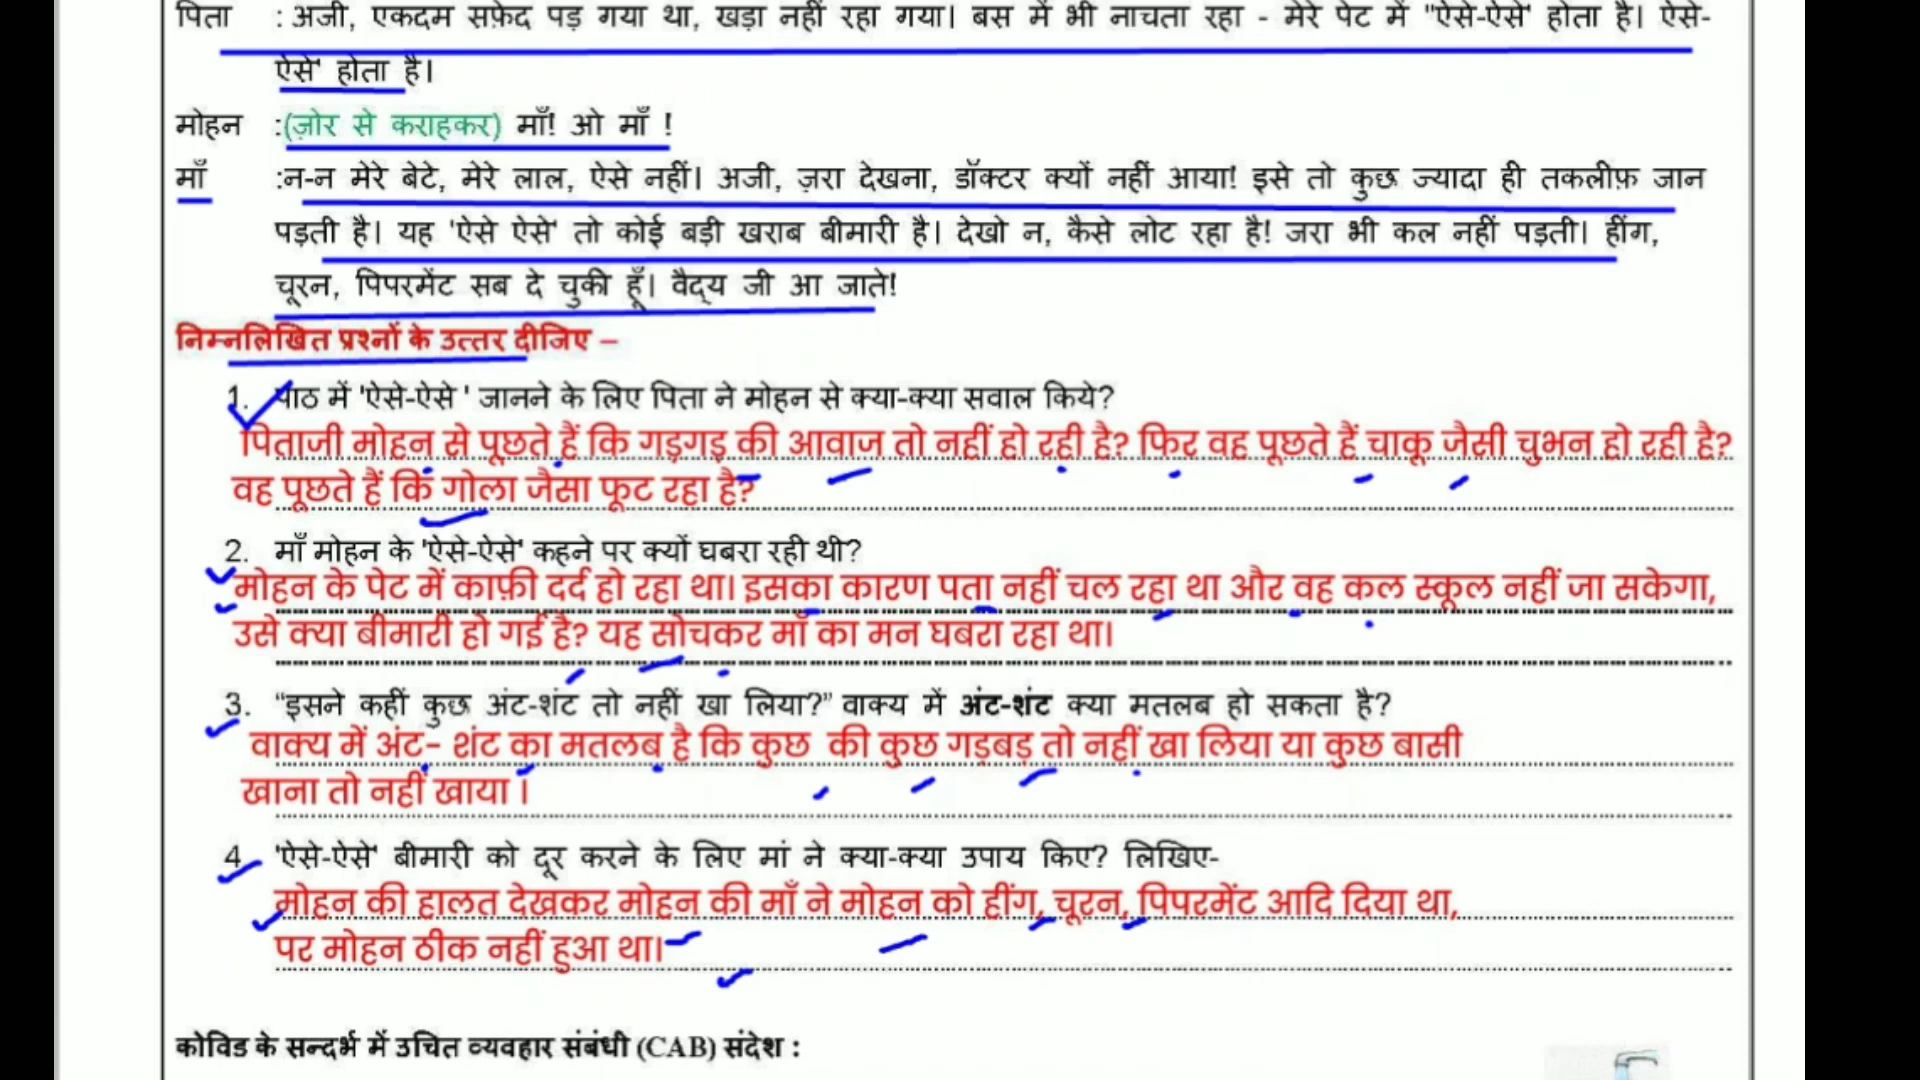 पिता : अजी, एकदम सफ़ेद पड़ गया था, खड़ा नहीं रहा गया। बस में भी नाचता रहा - मेरे पेट में "ऐसे-ऐसे' होता है। ऐसे-
ऐसे' होता है।
मोहन :(ज़ोर से कराहकर) माँ! ओ माँ !
माँ :न-न मेरे बेटे, मेरे लाल, ऐसे नहीं। अजी, ज़रा देखना, डॉक्टर क्यों नहीं आया! इसे तो कुछ ज्यादा ही तकलीफ़ जान
पड़ती है। यह 'ऐसे ऐसे' तो कोई बड़ी खराब बीमारी है। देखो न, कैसे लोट रहा है! जरा भी कल नहीं पड़ती। हींग,
चूरन, पिपरमेंट सब दे चुकी हूँ। वैद्य जी आ जाते!
निम्नलिखित प्रश्नों के उत्तर दीजिए –
1. पाठ में 'ऐसे-ऐसे ' जानने के लिए पिता ने मोहन से क्या-क्या सवाल किये?
पिताजी मोहन से पूछते हैं कि गड़गड़ की आवाज तो नहीं हो रही है? फिर वह पूछते हैं चाकू जैसी चुभन हो रही है?
वह पूछते हैं कि गोला जैसा फूट रहा है?
2. माँ मोहन के 'ऐसे-ऐसे' कहने पर क्यों घबरा रही थी?
मोहन के पेट में काफ़ी दर्द हो रहा था। इसका कारण पता नहीं चल रहा था और वह कल स्कूल नहीं जा सकेगा,
उसे क्या बीमारी हो गई है? यह सोचकर माँ का मन घबरा रहा था।
3. “इसने कहीं कुछ अंट-शंट तो नहीं खा लिया?” वाक्य में अंट-शंट क्या मतलब हो सकता है?
वाक्य में अंट- शंट का मतलब है कि कुछ की कुछ गड़बड़ तो नहीं खा लिया या कुछ बासी
खाना तो नहीं खाया ।
4. 'ऐसे-ऐसे' बीमारी को दूर करने के लिए मां ने क्या-क्या उपाय किए? लिखिए-
मोहन की हालत देखकर मोहन की माँ ने मोहन को हींग, चूरन, पिपरमेंट आदि दिया था,
पर मोहन ठीक नहीं हुआ था।
कोविड के सन्दर्भ में उचित व्यवहार संबंधी (CAB) संदेश :